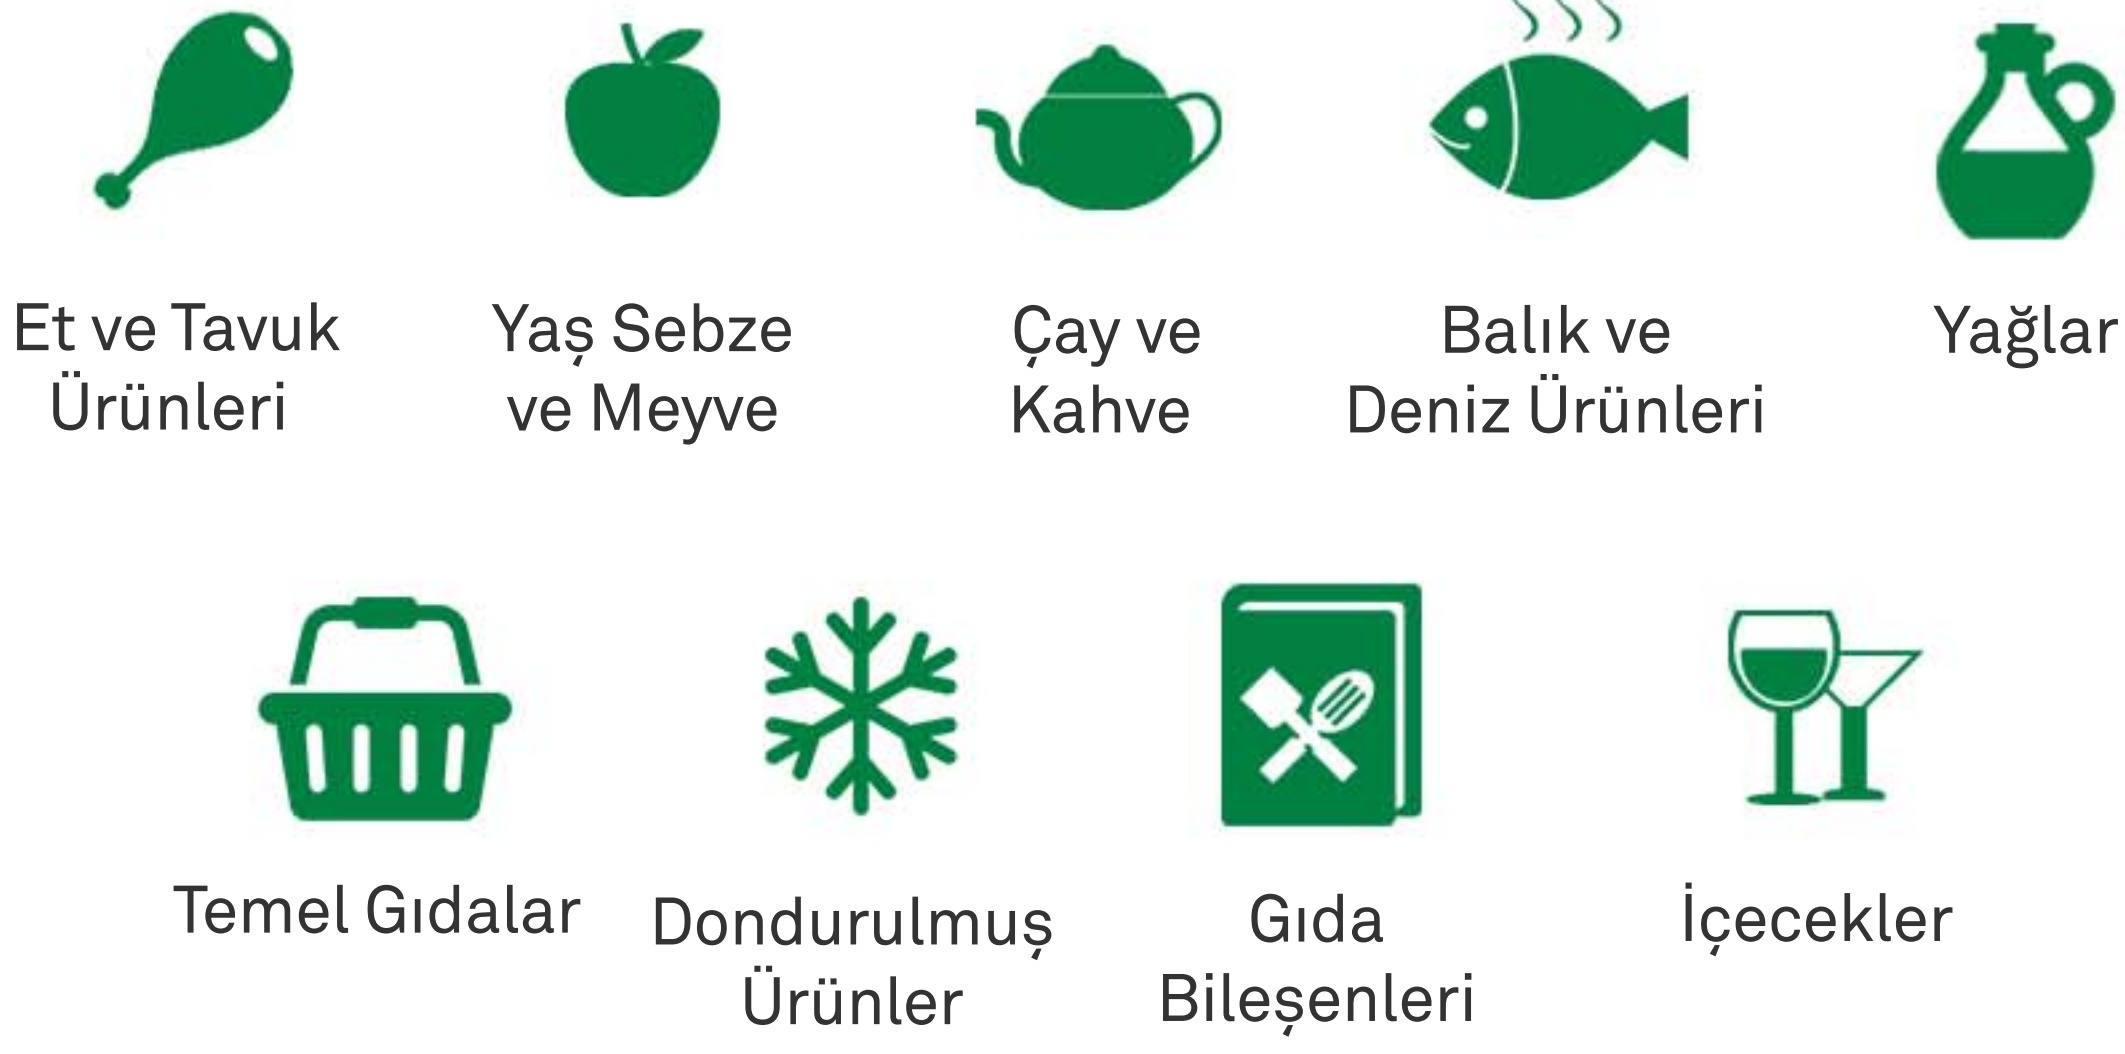 Et ve Tavuk
Ürünleri
Yaş Sebze
ve Meyve
Çay ve
Kahve
Balık ve
Deniz Ürünleri
Yağlar
Temel Gıdalar
Dondurulmuş
Ürünler
Gıda
Bileşenleri
İçecekler